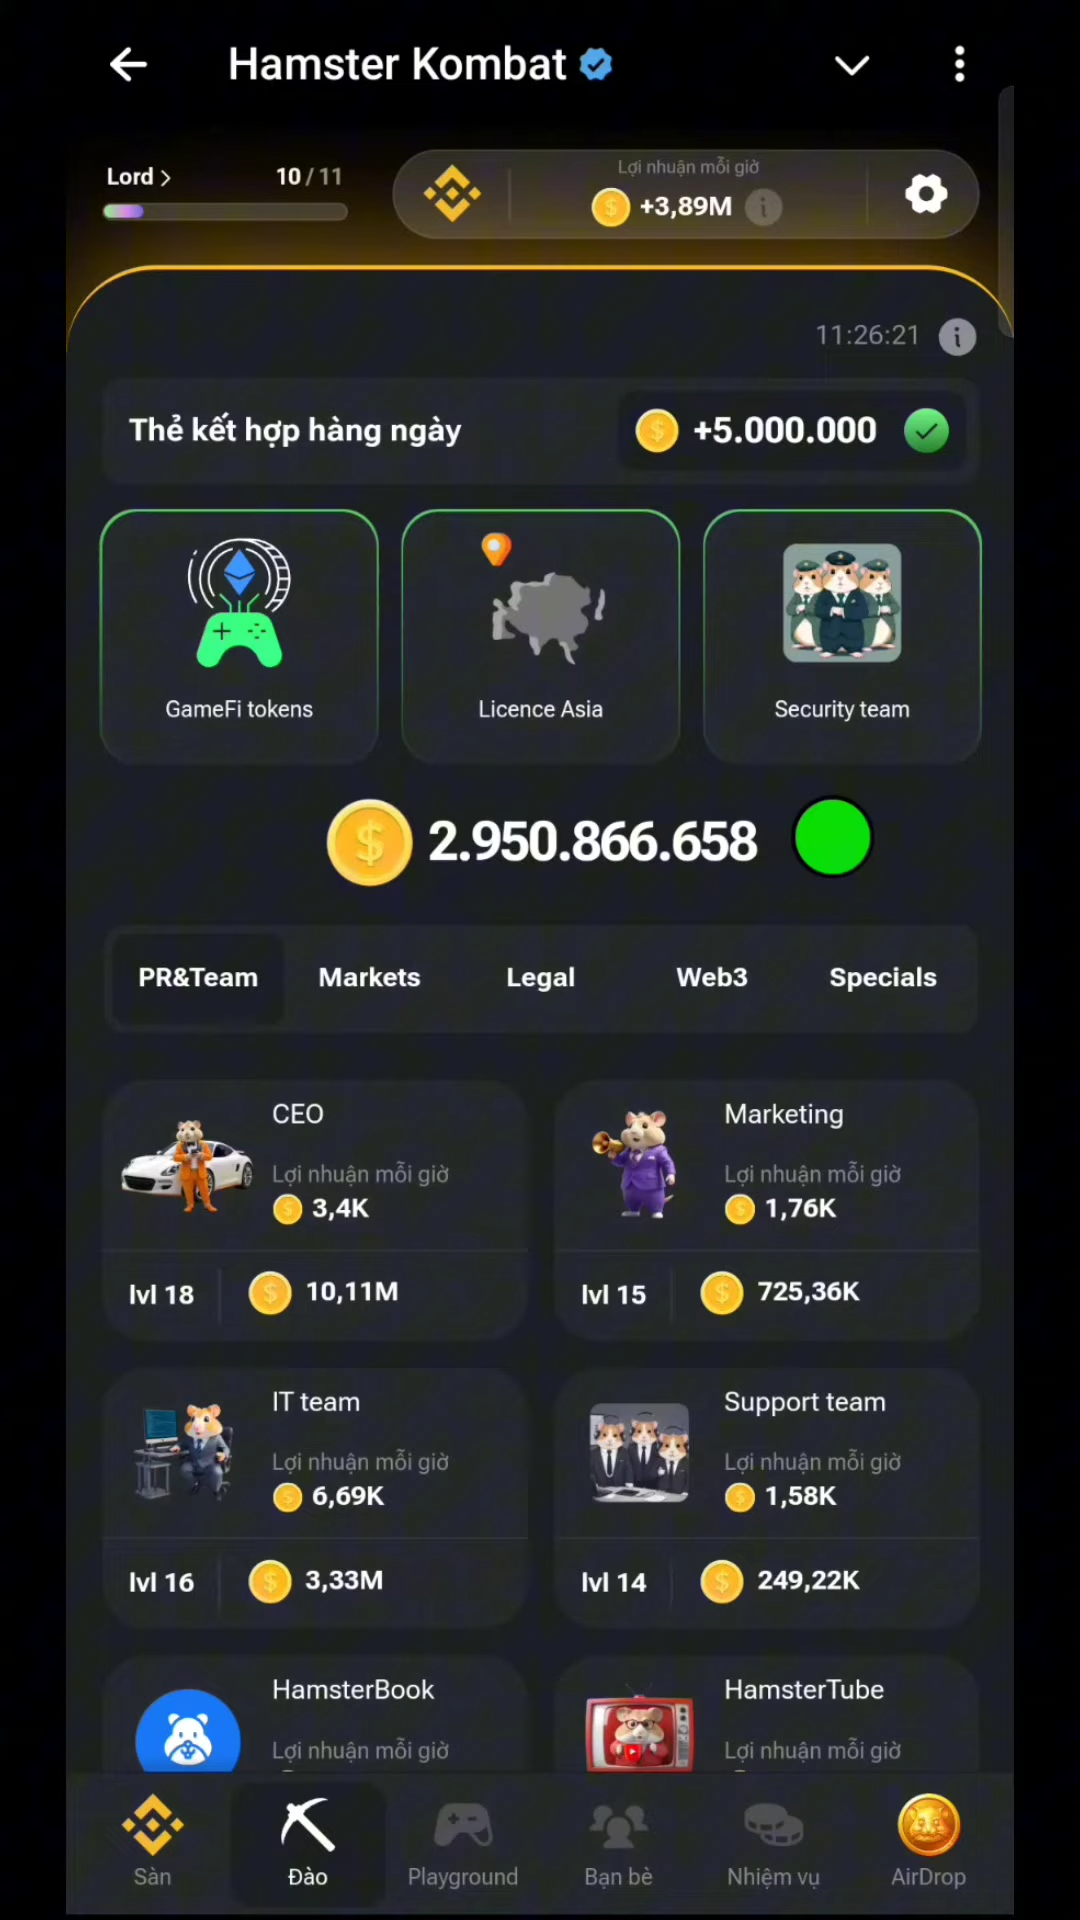 Hamster Kombat
Lord >
10 / 11
Lợi nhuận mỗi giờ
+3,89M
11:26:21
Thẻ kết hợp hàng ngày
+5.000.000
GameFi tokens
Licence Asia
Security team
2.950.866.658
PR&Team
Markets
Legal
Web3
Specials
CEO
Lợi nhuận mỗi giờ
3,4K
lvl 18
10,11M
Marketing
Lợi nhuận mỗi giờ
1,76K
lvl 15
725,36K
IT team
Lợi nhuận mỗi giờ
6,69K
lvl 16
3,33M
Support team
Lợi nhuận mỗi giờ
1,58K
lvl 14
249,22K
HamsterBook
Lợi nhuận mỗi giờ
HamsterTube
Lợi nhuận mỗi giờ
Sàn
Đào
Playground
Bạn bè
Nhiệm vụ
AirDrop